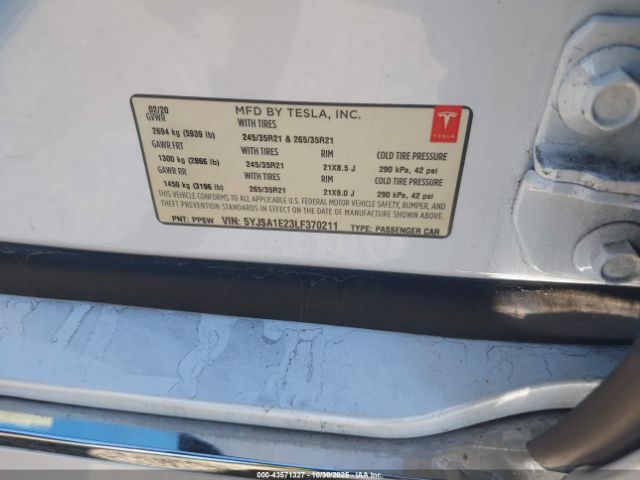 02/20 MFD BY TESLA, INC.
GVWR WITH TIRES
2694 kg (5939 lb) 245/35R21 & 265/35R21
GAWR FRT WITH TIRES RIM COLD TIRE PRESSURE
1300 kg (2866 lb) 245/35R21 21X8.5 J 290 kPa, 42 psi
GAWR RR WITH TIRES RIM COLD TIRE PRESSURE
1450 kg (3196 lb) 265/35R21 21X9.0 J 290 kPa, 42 psi
THIS VEHICLE CONFORMS TO ALL APPLICABLE U.S. FEDERAL MOTOR VEHICLE SAFETY, BUMPER, AND
THEFT PREVENTION STANDARDS IN EFFECT ON THE DATE OF MANUFACTURE SHOWN ABOVE.
PNT: PPSW VIN: 5YJSA1E23LF370211 TYPE: PASSENGER CAR
TESLA
00-43571327 - 10/30/2025 - IAAI.com